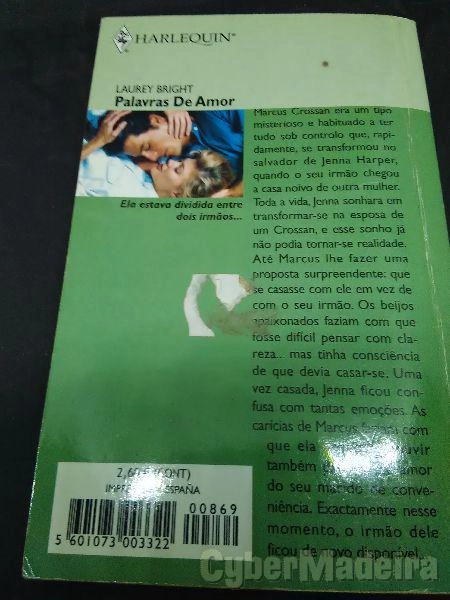 HARLEQUIN®
LAUREY BRIGHT
Palavras De Amor
Ela estava dividida entre
dois irmãos...
Marcus Crossan era um tipo
misterioso e habituado a ter
tudo sob controlo que, rapi-
damente, se transformou no
salvador de Jenna Harper,
quando o seu irmão chegou
a casa noivo de outra mulher.
Toda a vida, Jenna sonhara em
transformar-se na esposa de
um Crossan, e esse sonho já
não podia tornar-se realidade.
Até Marcus lhe fazer uma
proposta surpreendente: que
se casasse com ele em vez de
com o seu irmão. Os beijos
apaixonados faziam com que
fosse difícil pensar com cla-
reza... mas tinha consciência
de que devia casar-se. Uma
vez casada, Jenna ficou con-
fusa com tantas emoções. As
carícias de Marcus faziam com
que ela
também amor
do seu marido de conve-
niência. Exactamente nesse
momento, o irmão dele
ficou de novo disponível...
2,60 (CONT)
ESPAÑA
00869
5 601073 003322
CyberMadeira